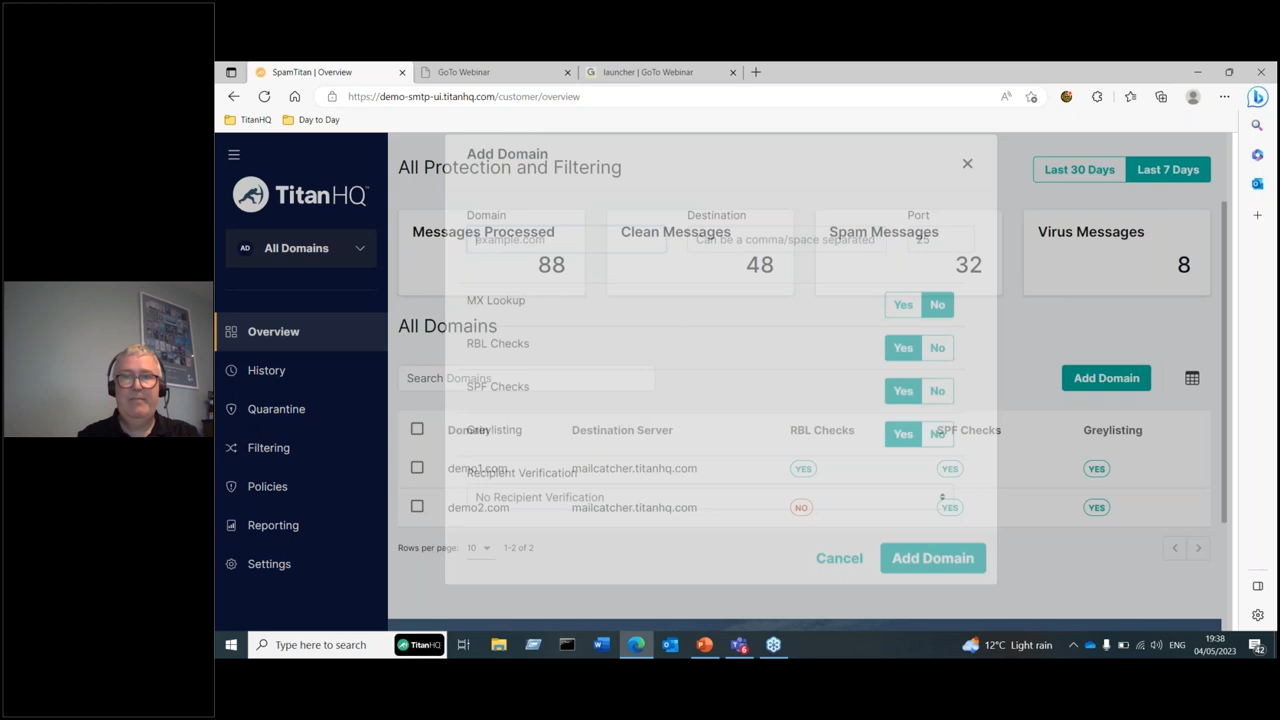 SpamTitan | Overview
GoTo Webinar
launcher | GoTo Webinar
https://demo-smtp-ui.titanhq.com/customer/overview
TitanHQ
Day to Day
TitanHQ™
AD All Domains
Overview
History
Quarantine
Filtering
Policies
Reporting
Settings
All Protection and Filtering
Last 30 Days
Last 7 Days
Messages Processed
88
Clean Messages
48
Spam Messages
32
Virus Messages
8
All Domains
Search Domains
Add Domain
Domain
Destination Server
RBL Checks
SPF Checks
Greylisting
demo1.com
mailcatcher.titanhq.com
YES
YES
YES
demo2.com
mailcatcher.titanhq.com
NO
YES
YES
Rows per page: 10
1-2 of 2
Add Domain
Domain
Destination
Port
example.com
Can be a comma/space separated
25
MX Lookup
Yes No
RBL Checks
Yes No
SPF Checks
Yes No
Greylisting
Yes No
Recipient Verification
No Recipient Verification
Cancel
Add Domain
Type here to search
TitanHQ
6
12°C Light rain
ENG
19:38
04/05/2023
42